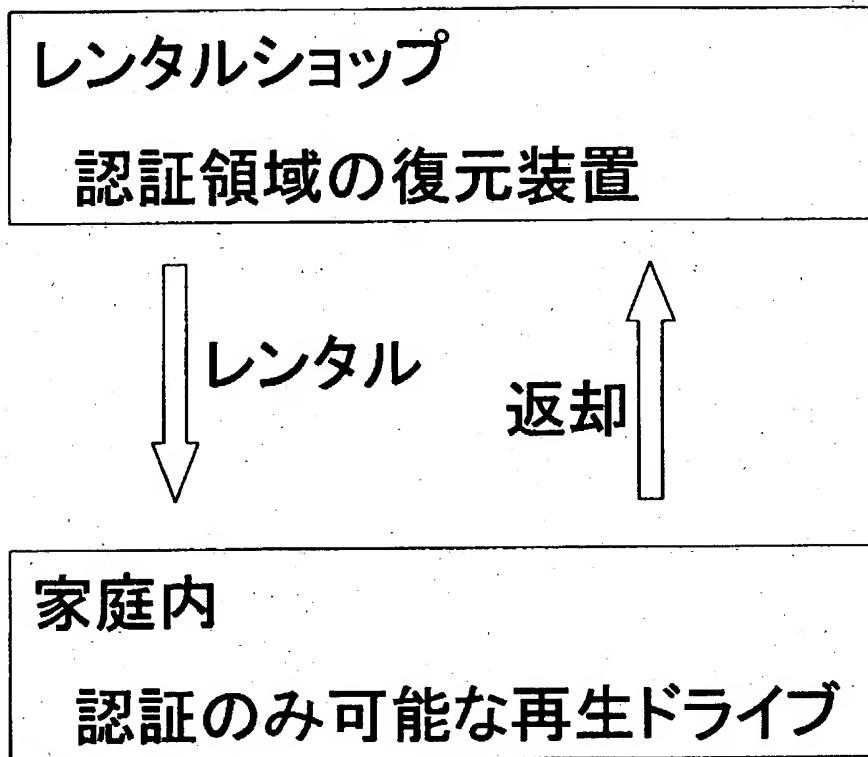 レンタルショップ
認証領域の復元装置
レンタル
返却
家庭内
認証のみ可能な再生ドライブ